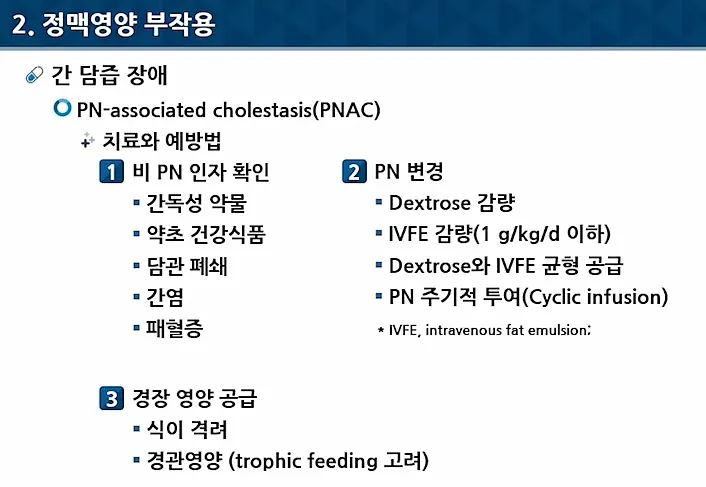 2. 정맥영양 부작용
간 담즙 장애
PN-associated cholestasis(PNAC)
치료와 예방법
1 비 PN 인자 확인
간독성 약물
약초 건강식품
담관 폐쇄
간염
패혈증
2 PN 변경
Dextrose 감량
IVFE 감량(1 g/kg/d 이하)
Dextrose와 IVFE 균형 공급
PN 주기적 투여(Cyclic infusion)
* IVFE, intravenous fat emulsion;
3 경장 영양 공급
식이 격려
경관영양 (trophic feeding 고려)